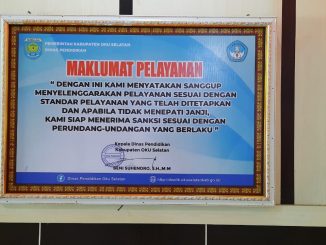 PEMERINTAH KABUPATEN OKU SELATAN
DINAS PENDIDIKAN
MAKLUMAT PELAYANAN
" DENGAN INI KAMI MENYATAKAN SANGGUP
MENYELENGGARAKAN PELAYANAN SESUAI DENGAN
STANDAR PELAYANAN YANG TELAH DITETAPKAN
DAN APABILA TIDAK MENEPATI JANJI,
KAMI SIAP MENERIMA SANKSI SESUAI DENGAN
PERUNDANG-UNDANGAN YANG BERLAKU "
Kepala Dinas Pendidikan
Kabupaten OKU Selatan
Dinas Pendidikan Oku Selatan